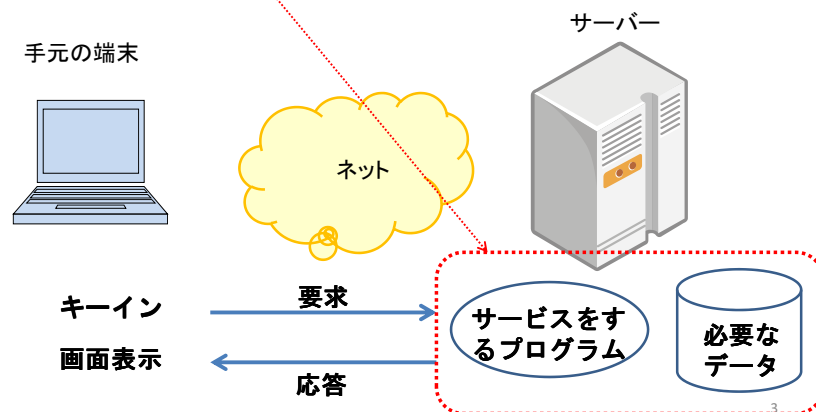 サーバー
手元の端末
ネット
キーイン
要求
サービスをす
るプログラム
必要な
データ
画面表示
応答
3